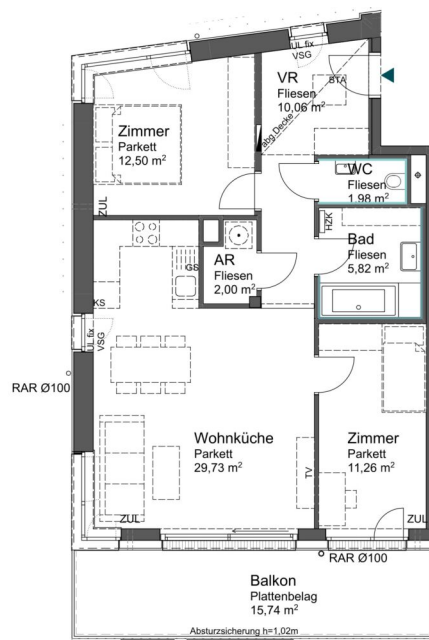 UL fix
VSG
VR
Fliesen
10,06 m²
STA
abg.Decke
Zimmer
Parkett
12,50 m²
ZUL
WC
Fliesen
1,98 m²
HZK
Bad
Fliesen
5,82 m²
AR
Fliesen
2,00 m²
GS
KS
UL fix
VSG
RAR Ø100
Wohnküche
Parkett
29,73 m²
TV
Zimmer
Parkett
11,26 m²
ZUL
ZUL
RAR Ø100
Balkon
Plattenbelag
15,74 m²
Absturzsicherung h=1,02m